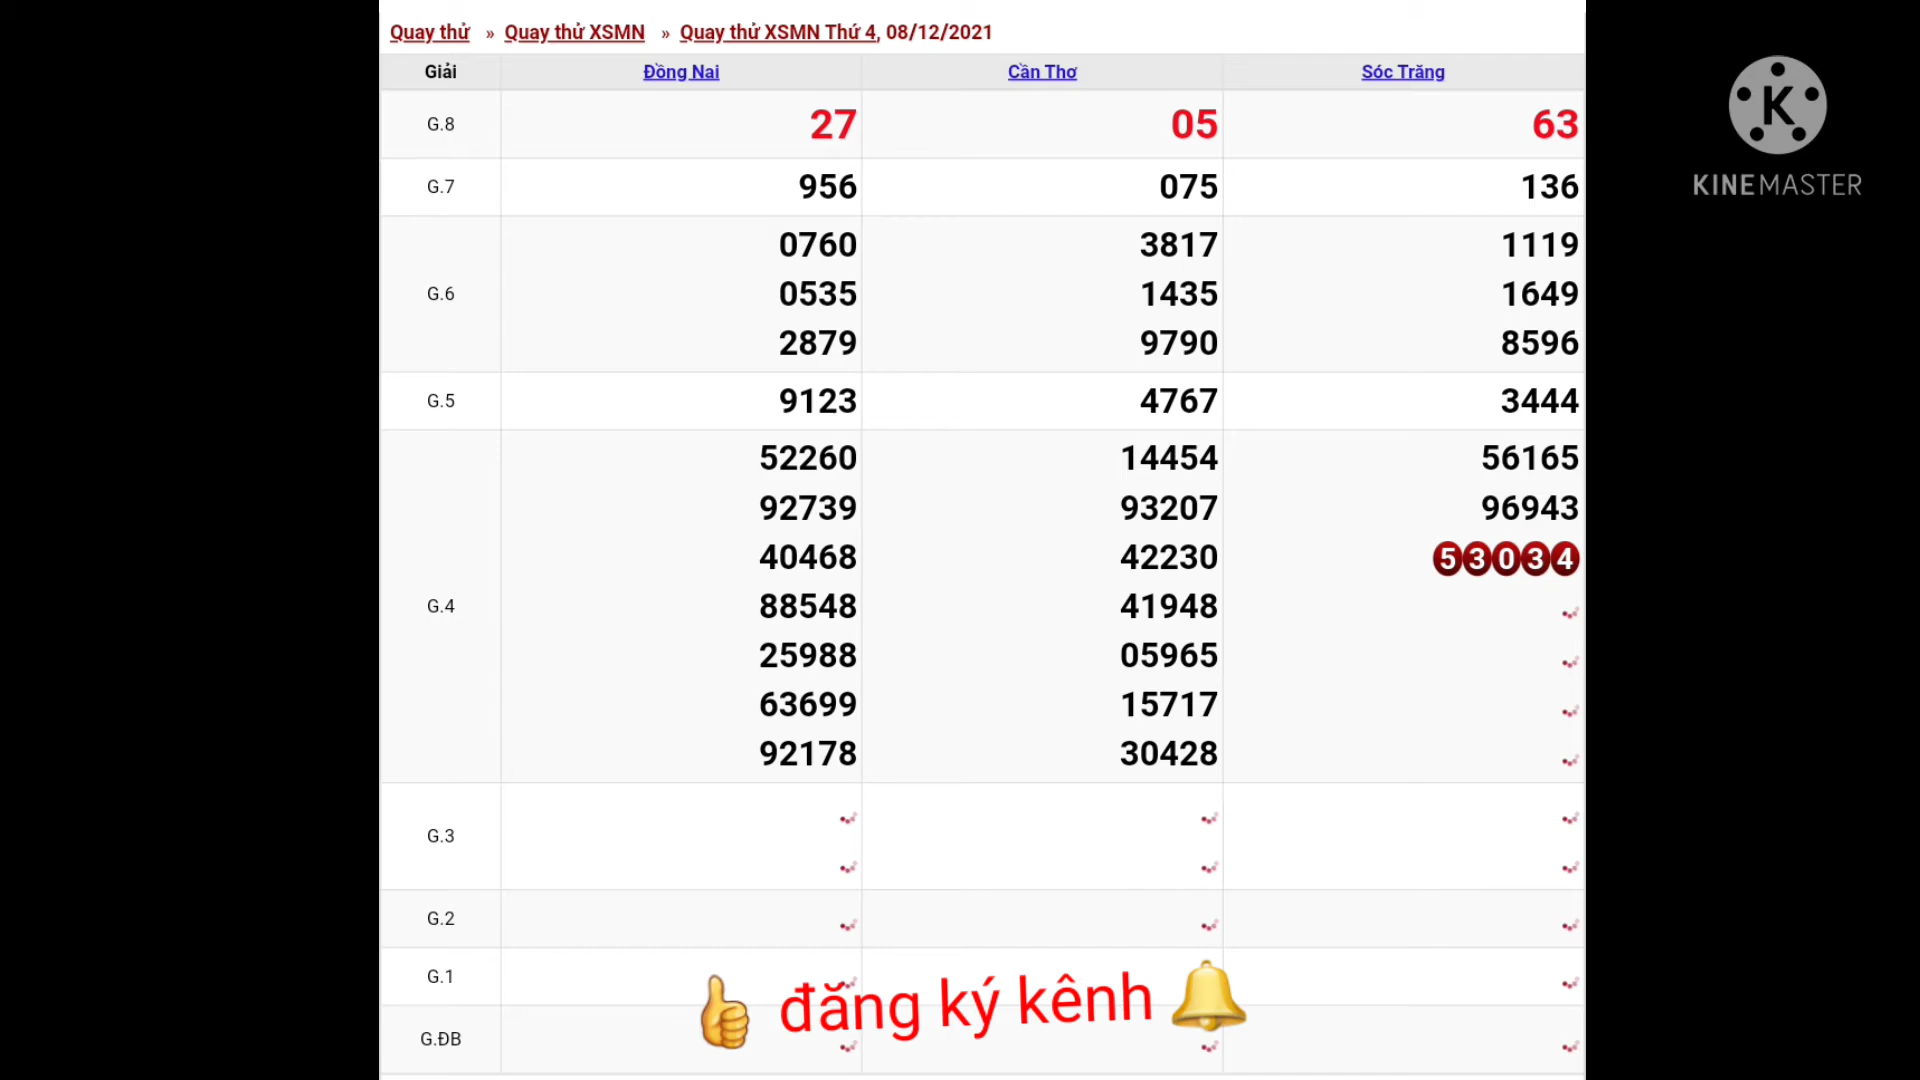 Quay thử » Quay thử XSMN » Quay thử XSMN Thứ 4, 08/12/2021
Giải Đồng Nai Cần Thơ Sóc Trăng
G.8 27 05 63
G.7 956 075 136
0760 3817 1119
G.6 0535 1435 1649
2879 9790 8596
G.5 9123 4767 3444
52260 14454 56165
92739 93207 96943
40468 42230 53034
G.4 88548 41948
25988 05965
63699 15717
92178 30428
G.3
G.2
G.1
đăng ký kênh
G.ĐB
K
KINEMASTER